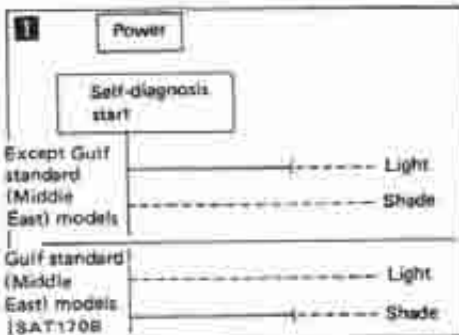 1
Power
Self-diagnosis
start
Except Gulf
standard
(Middle
East) models
Light
Shade
Gulf standard
(Middle
East) models
Light
Shade
SAT170B